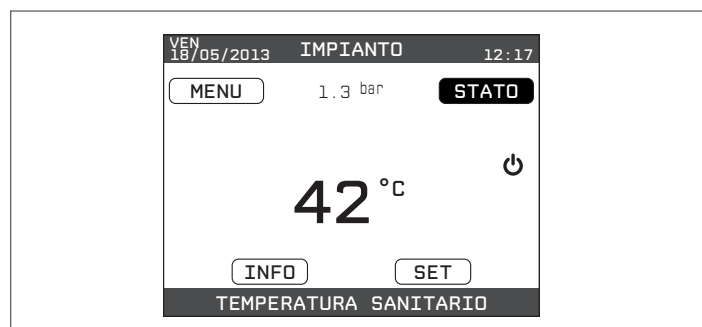 VEN
18/05/2013 IMPIANTO 12:17
MENU 1.3 bar STATO
42 °C
INFO SET
TEMPERATURA SANITARIO